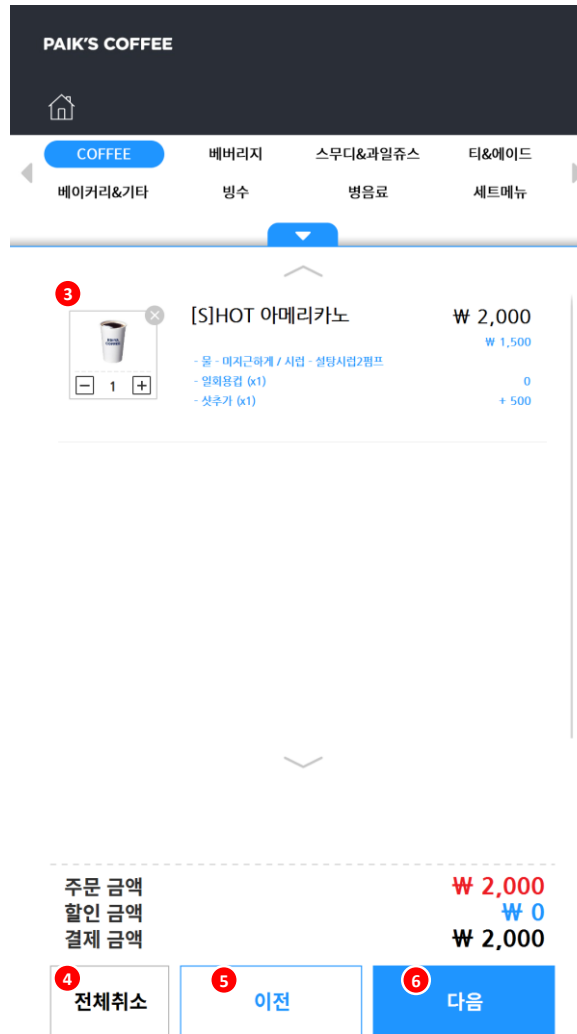 PAIK'S COFFEE
COFFEE 베버리지 스무디&과일쥬스 티&에이드
베이커리&기타 빙수 병음료 세트메뉴
3
[S]HOT 아메리카노 ₩ 2,000
₩ 1,500
- 물 - 미지근하게 / 시럽 - 설탕시럽2펌프
- 일회용컵 (x1) 0
- 샷추가 (x1) + 500
1
주문 금액 ₩ 2,000
할인 금액 ₩ 0
결제 금액 ₩ 2,000
4 5 6
전체취소 이전 다음